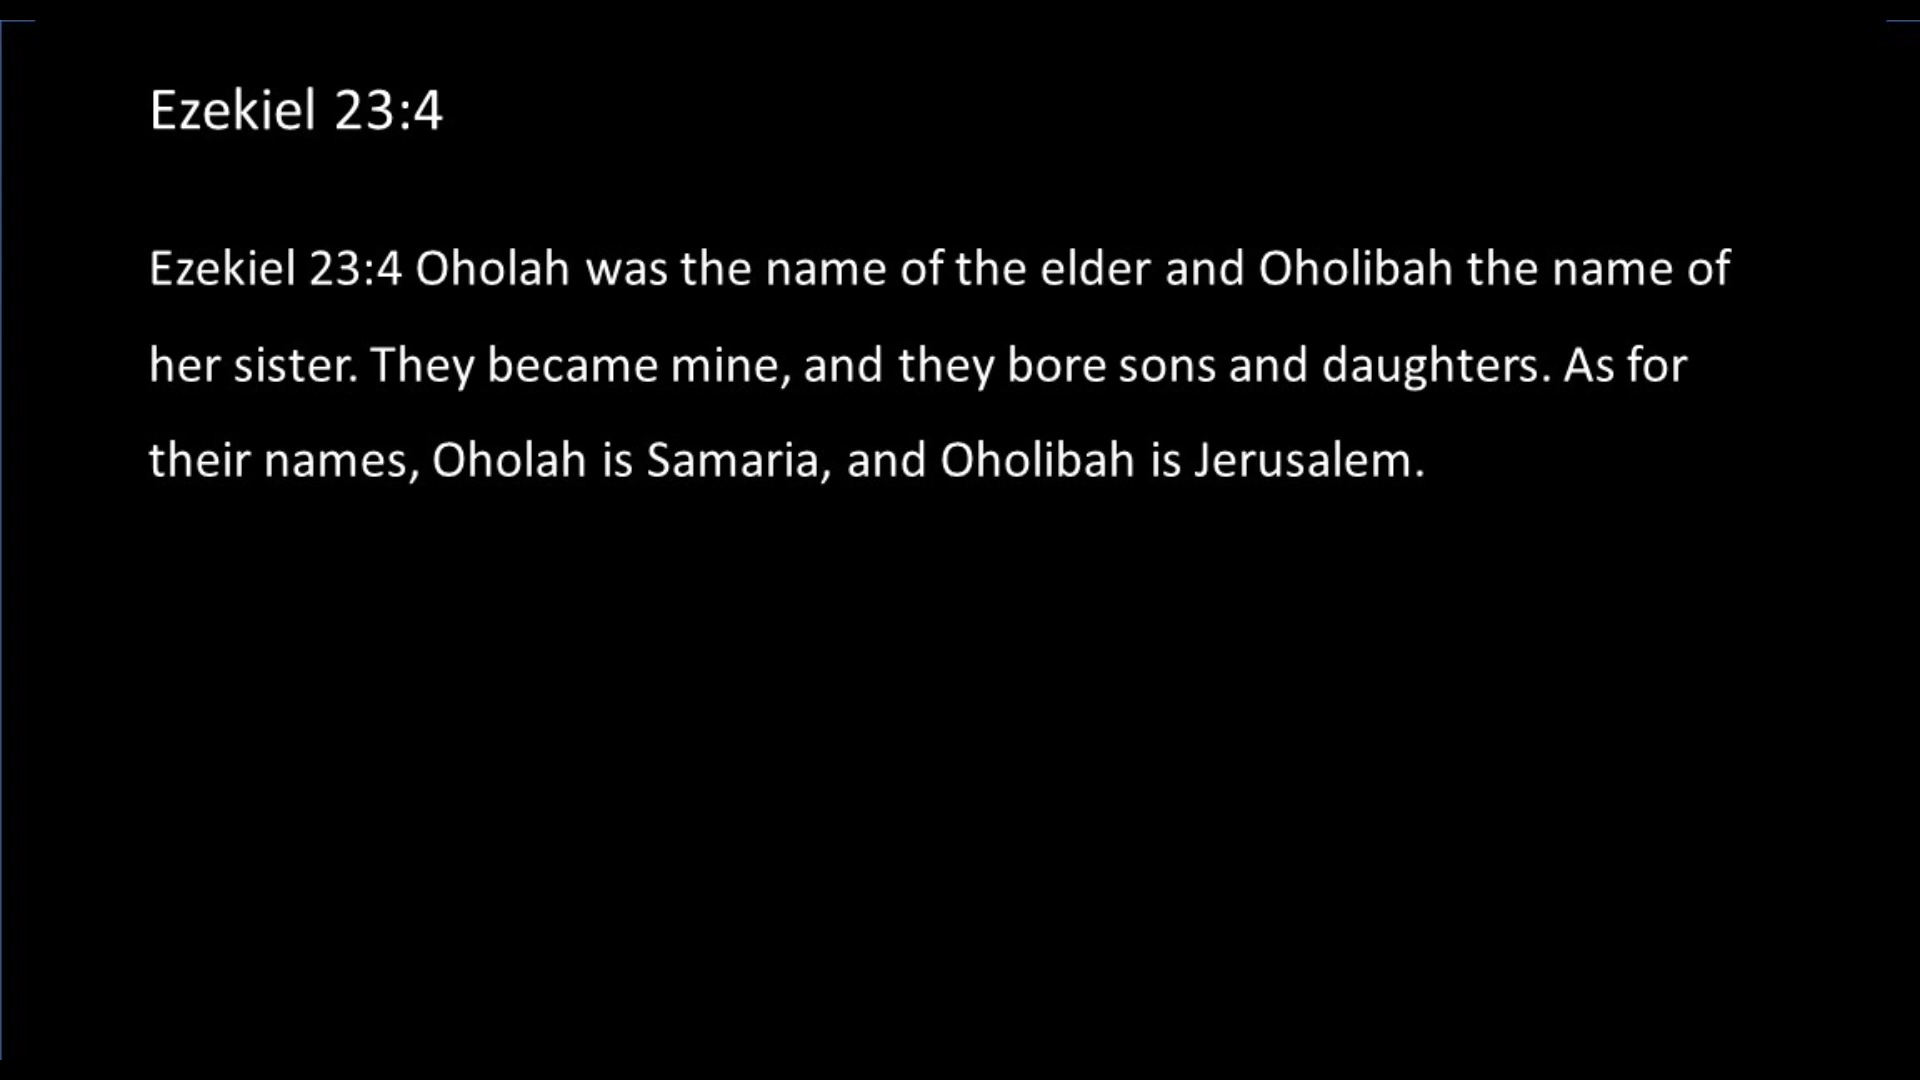 Ezekiel 23:4
Ezekiel 23:4 Oholah was the name of the elder and Oholibah the name of
her sister. They became mine, and they bore sons and daughters. As for
their names, Oholah is Samaria, and Oholibah is Jerusalem.